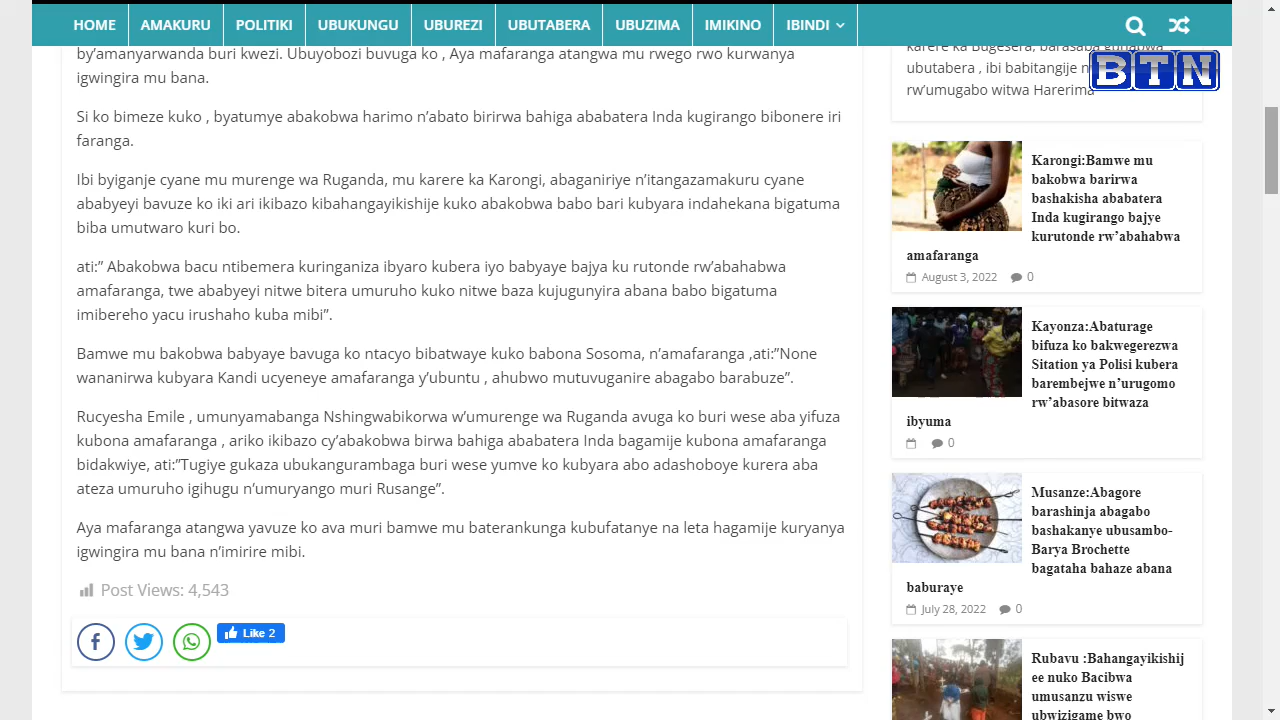 HOME AMAKURU POLITIKI UBUKUNGU UBUREZI UBUTABERA UBUZIMA IMIKINO IBINDI
by’amanyarwanda buri kwezi. Ubuyobozi buvuga ko , Aya mafaranga atangwa mu rwego rwo kurwanya
igwingira mu bana.
Si ko bimeze kuko , byatumye abakobwa harimo n’abato birirwa bahiga ababatera Inda kugirango bibonere iri
faranga.
Ibi byiganje cyane mu murenge wa Ruganda, mu karere ka Karongi, abaganiriye n’itangazamakuru cyane
ababyeyi bavuze ko iki ari ikibazo kibahangayikishije kuko abakobwa babo bari kubyara indahekana bigatuma
biba umutwaro kuri bo.
ati:” Abakobwa bacu ntibemera kuringaniza ibyaro kubera iyo babyaye bajya ku rutonde rw’abahabwa
amafaranga, twe ababyeyi nitwe bitera umuruho kuko nitwe baza kujugunyira abana babo bigatuma
imibereho yacu irushaho kuba mibi”.
Bamwe mu bakobwa babyaye bavuga ko ntacyo bibatwaye kuko babona Sosoma, n’amafaranga ,ati:”None
wananirwa kubyara Kandi ucyeneye amafaranga y’ubuntu , ahubwo mutuvuganire abagabo barabuze”.
Rucyesha Emile , umunyamabanga Nshingwabikorwa w’umurenge wa Ruganda avuga ko buri wese aba yifuza
kubona amafaranga , ariko ikibazo cy’abakobwa birwa bahiga ababatera Inda bagamije kubona amafaranga
bidakwiye, ati:”Tugiye gukaza ubukangurambaga buri wese yumve ko kubyara abo adashoboye kurera aba
ateza umuruho igihugu n’umuryango muri Rusange”.
Aya mafaranga atangwa yavuze ko ava muri bamwe mu baterankunga kubufatanye na leta hagamije kuryanya
igwingira mu bana n’imirire mibi.
Post Views: 4,543
Like 2
karere ka Bugesera, barasaba guhabwa
ubutabera , ibi babitangije
rw’umugabo witwa Harerima
BTN
Karongi:Bamwe mu
bakobwa barirwa
bashakisha ababatera
Inda kugirango bajye
kurutonde rw’abahabwa
amafaranga
August 3, 2022 0
Kayonza:Abaturage
bifuza ko bakwegerezwa
Sitation ya Polisi kubera
barembejwe n’urugomo
rw’abasore bitwaza
ibyuma
0
Musanze:Abagore
barashinja abagabo
bashakanye ubusambo-
Barya Brochette
bagataha bahaze abana
baburaye
July 28, 2022 0
Rubavu :Bahangayikishij
ee nuko Bacibwa
umusanzu wiswe
ubwizigame bwo